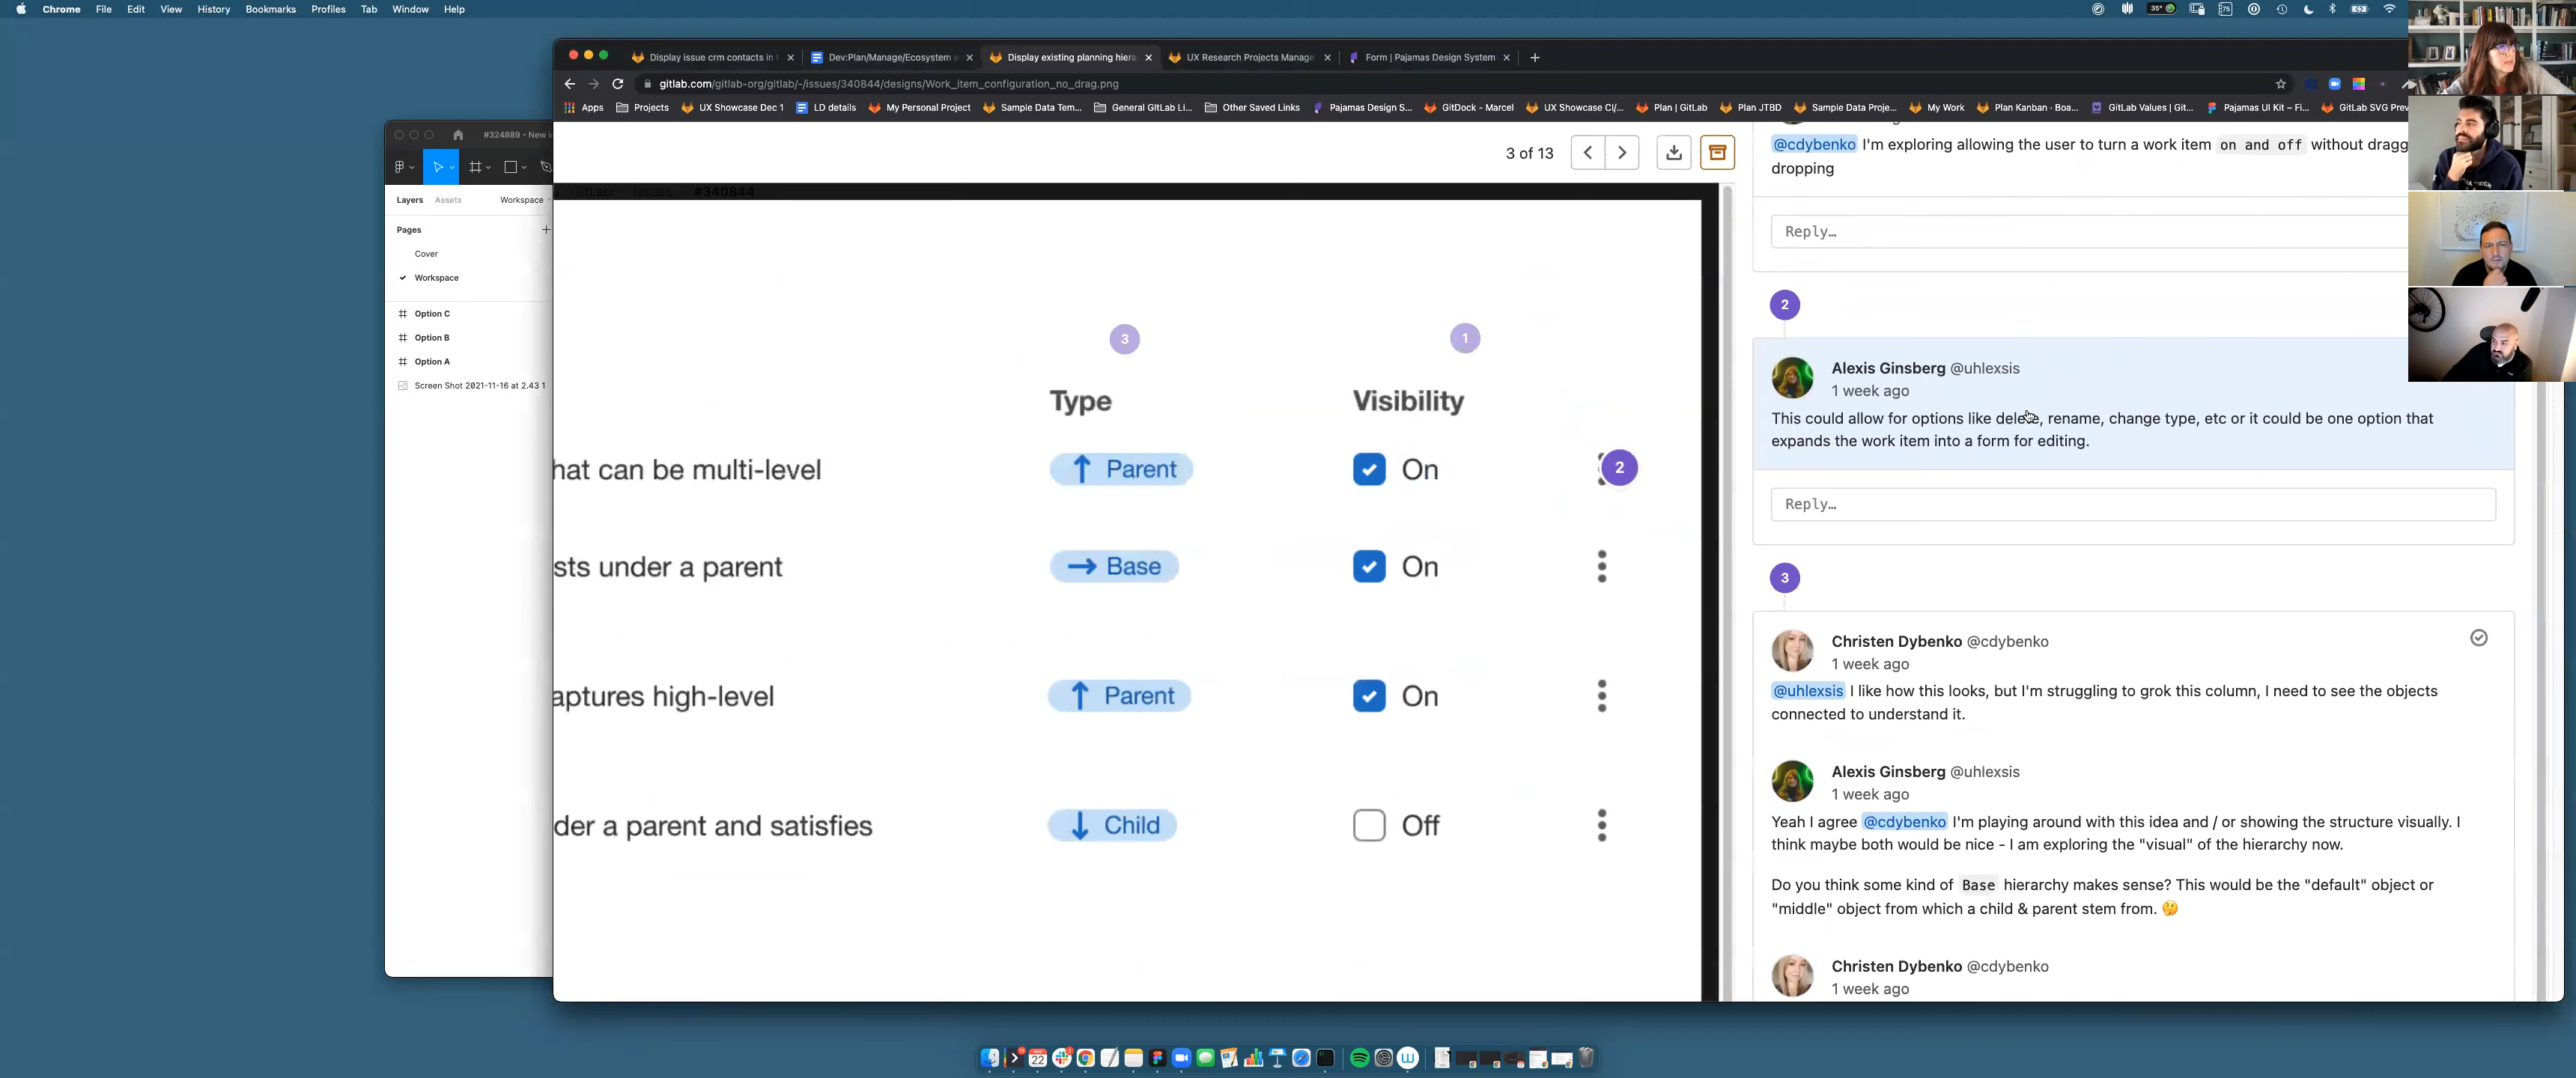 Chrome File Edit View History Bookmarks Profiles Tab Window Help
35°
75
Display issue crm contacts in
Dev:Plan/Manage/Ecosystem
Display existing planning hiera
UX Research Projects Manage
Form | Pajamas Design System
gitlab.com/gitlab-org/gitlab/-/issues/340844/designs/Work_item_configuration_no_drag.png
Apps Projects UX Showcase Dec 1 LD details My Personal Project Sample Data Tem... General GitLab Li... Other Saved Links Pajamas Design S... GitDock - Marcel UX Showcase Cl/... Plan | GitLab Plan JTBD Sample Data Proje... My Work Plan Kanban · Boa... GitLab Values | Git... Pajamas UI Kit – Fi... GitLab SVG Prev
#324889 - New i
Layers Assets Workspace
Pages
Cover
Workspace
Option C
Option B
Option A
Screen Shot 2021-11-16 at 2.43 1
3 of 13
GitLab Issues #340844
3
1
Type
Visibility
hat can be multi-level
Parent
On
2
sts under a parent
Base
On
aptures high-level
Parent
On
der a parent and satisfies
Child
Off
@cdybenko I'm exploring allowing the user to turn a work item on and off without dragg
dropping
Reply…
2
Alexis Ginsberg @uhlexsis
1 week ago
This could allow for options like delete, rename, change type, etc or it could be one option that
expands the work item into a form for editing.
Reply…
3
Christen Dybenko @cdybenko
1 week ago
@uhlexsis I like how this looks, but I'm struggling to grok this column, I need to see the objects
connected to understand it.
Alexis Ginsberg @uhlexsis
1 week ago
Yeah I agree @cdybenko I'm playing around with this idea and / or showing the structure visually. I
think maybe both would be nice - I am exploring the "visual" of the hierarchy now.
Do you think some kind of Base hierarchy makes sense? This would be the "default" object or
"middle" object from which a child & parent stem from. 🤔
Christen Dybenko @cdybenko
1 week ago
22